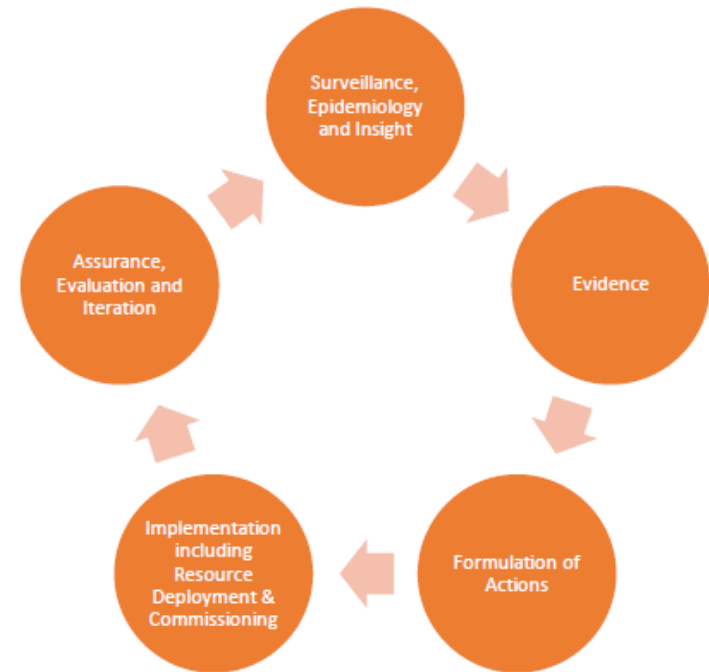 Surveillance,
Epidemiology
and Insight
Evidence
Formulation of
Actions
Implementation
including
Resource
Deployment &
Commissioning
Assurance,
Evaluation and
Iteration